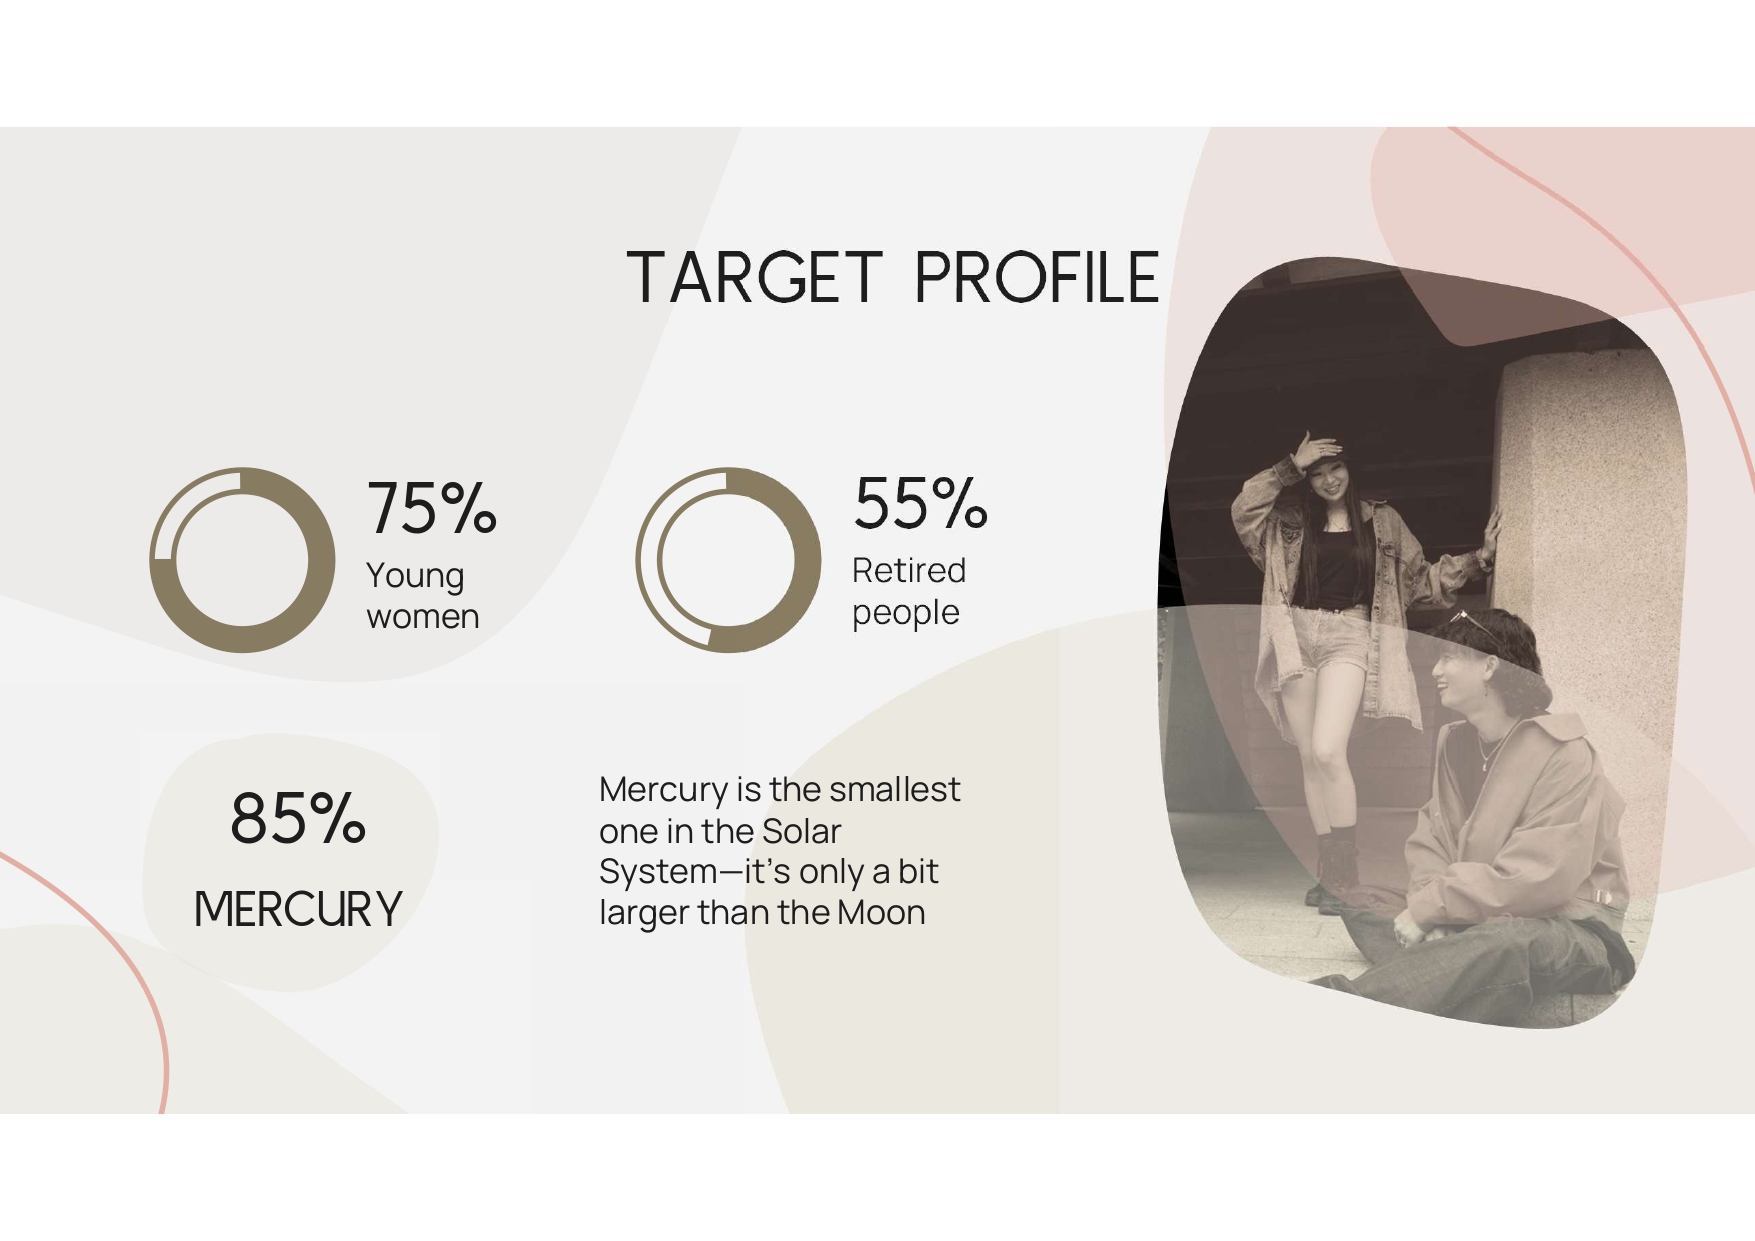 TARGET PROFILE
75%
Young
women
55%
Retired
people
85%
MERCURY
Mercury is the smallest
one in the Solar
System—it’s only a bit
larger than the Moon